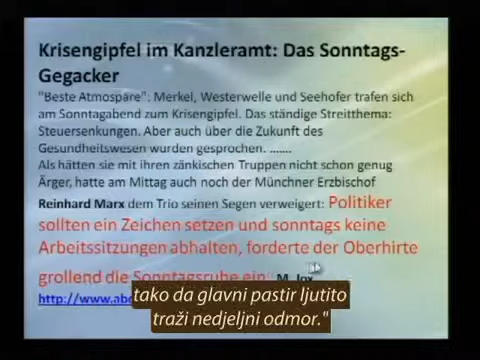 Krisengipfel im Kanzleramt: Das Sonntags-
Gegacker
"Beste Atmospäre": Merkel, Westerwelle und Seehofer trafen sich
am Sonntagabend zum Krisengipfel. Das ständige Streitthema:
Steuersenkungen. Aber auch über die Zukunft des
Gesundheitswesen wurden gesprochen. .......
Als hätten sie mit ihren zänkischen Truppen nicht schon genug
Ärger, hatte am Mittag auch noch der Münchner Erzbischof
Reinhard Marx dem Trio seinen Segen verweigert: Politiker
sollten ein Zeichen setzen und sonntags keine
Arbeitssitzungen abhalten, forderte der Oberhirte
grollend die Sonntagsruhe ein" M. Jox
http://www.ab
tako da glavni pastir ljutito
traži nedjeljni odmor."